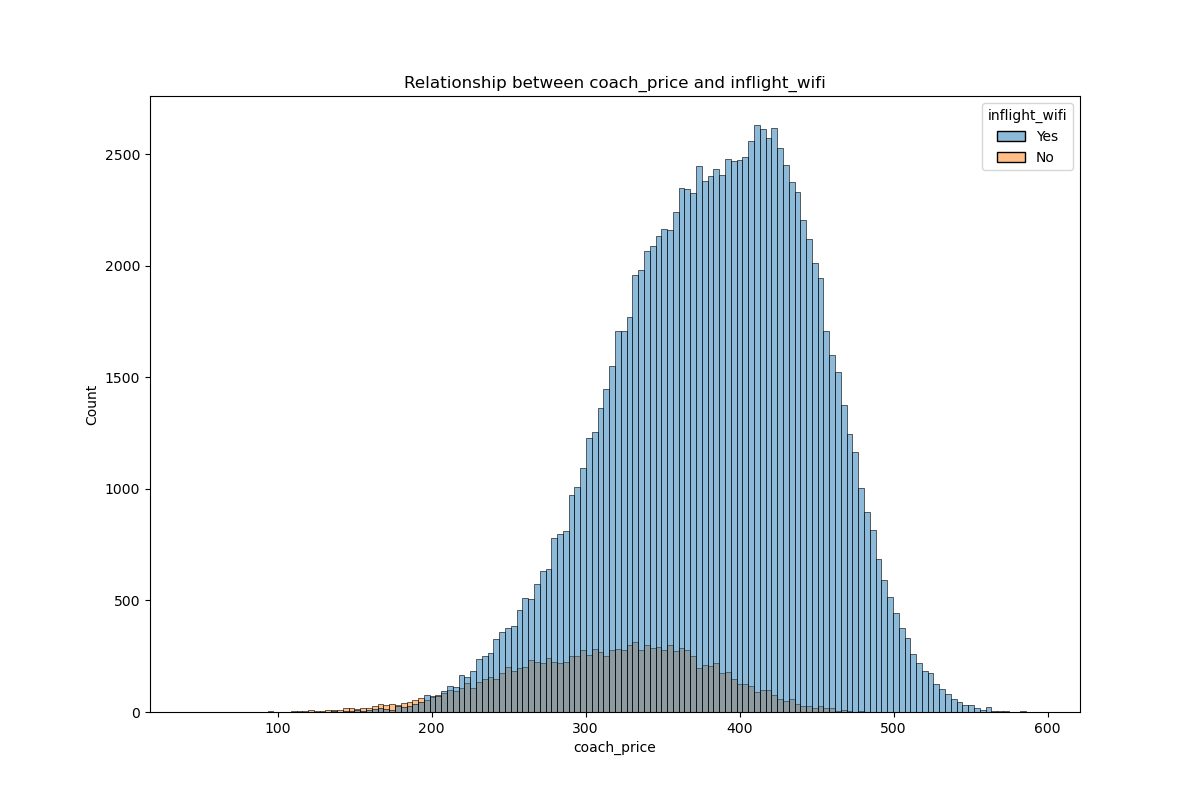 Relationship between coach_price and inflight_wifi
inflight_wifi
Yes
No
2500
2000
1500
1000
500
0
Count
100 200 300 400 500 600
coach_price